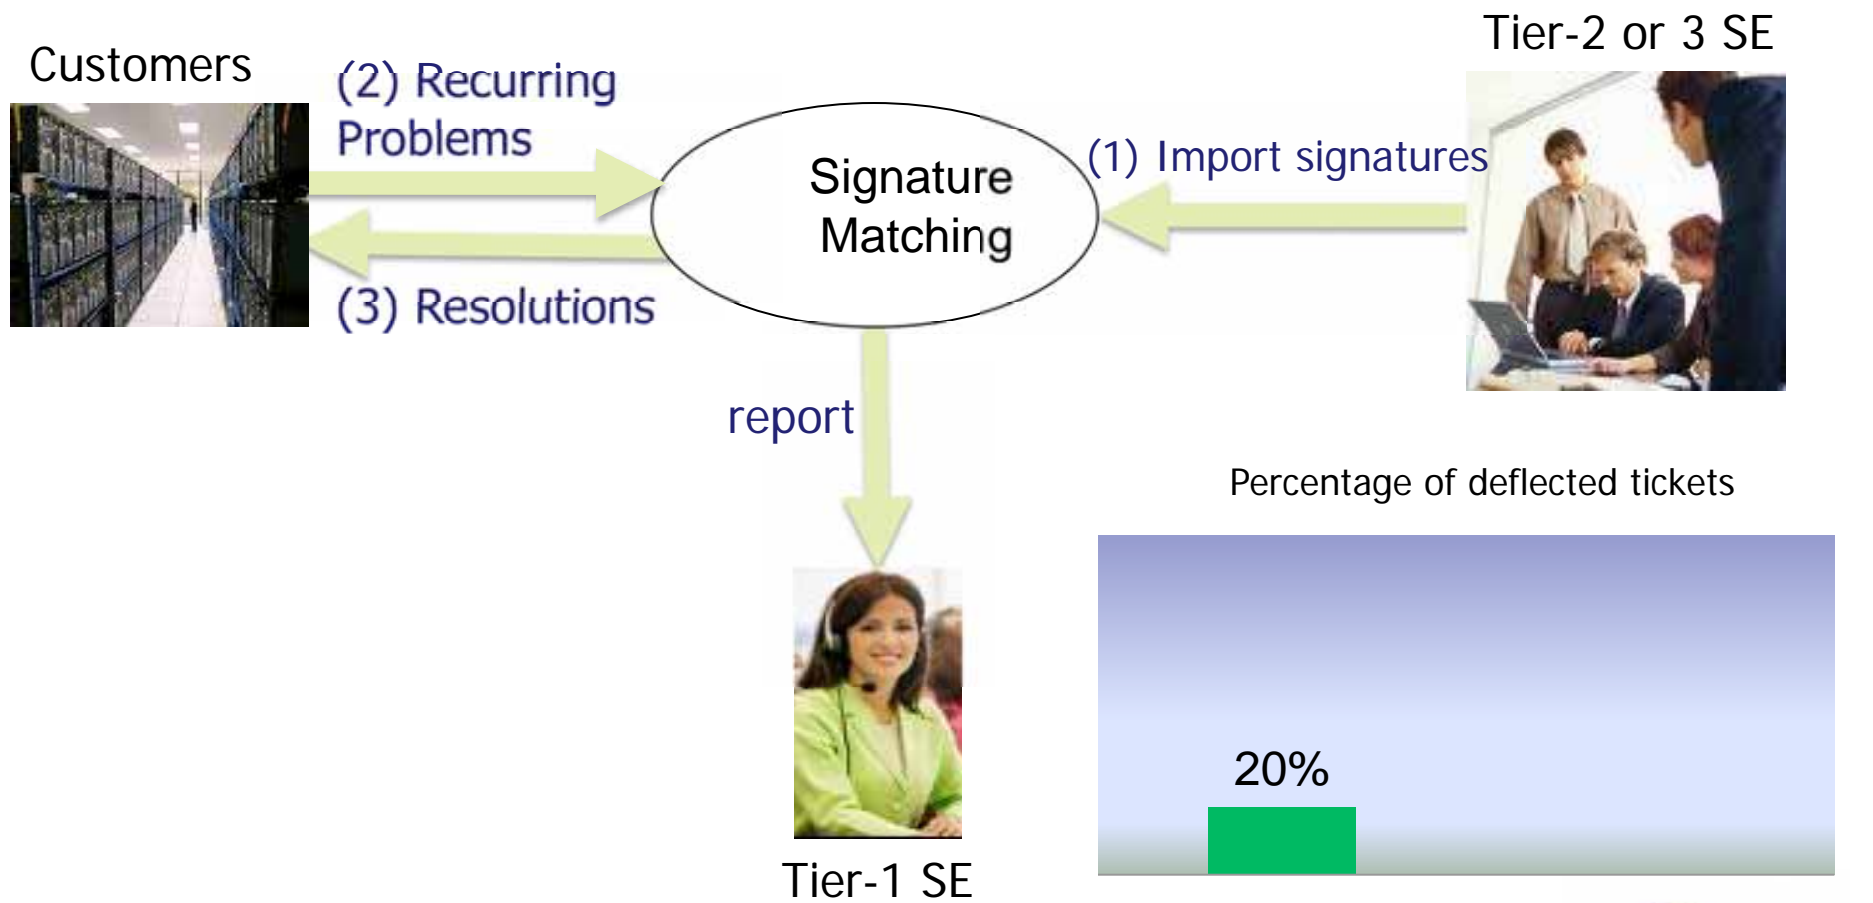 Customers
(2) Recurring
Problems
(3) Resolutions
Signature
Matching
(1) Import signatures
Tier-2 or 3 SE
report
Tier-1 SE
Percentage of deflected tickets
20%